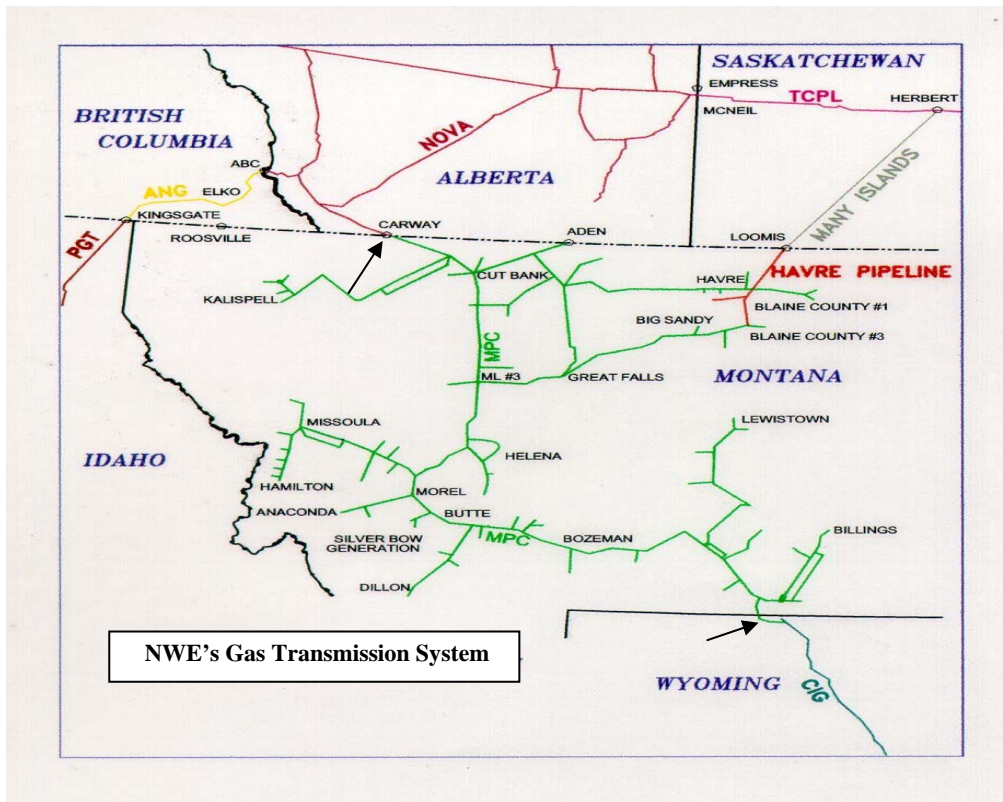 SASKATCHEWAN
EMPRESS
TCPL
HERBERT
MCNEIL
BRITISH
COLUMBIA
NOVA
ABC
ALBERTA
MANY ISLANDS
ANG
ELKO
KINGSGATE
ROOSVILLE
CARWAY
ADEN
LOOMIS
PGT
CUT BANK
HAVRE
HAVRE PIPELINE
KALISPELL
BLAINE COUNTY #1
BIG SANDY
BLAINE COUNTY #3
MPC
ML #3
GREAT FALLS
MONTANA
MISSOULA
LEWISTOWN
IDAHO
HELENA
HAMILTON
MOREL
ANACONDA
BUTTE
SILVER BOW
GENERATION
MPC
BOZEMAN
BILLINGS
DILLON
NWE's Gas Transmission System
WYOMING
CIG